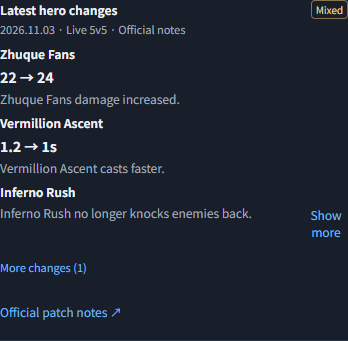 Latest hero changes
Mixed
2026.11.03 · Live 5v5 · Official notes
Zhuque Fans
22 → 24
Zhuque Fans damage increased.
Vermillion Ascent
1.2 → 1s
Vermillion Ascent casts faster.
Inferno Rush
Inferno Rush no longer knocks enemies back.
Show
more
More changes (1)
Official patch notes ↗